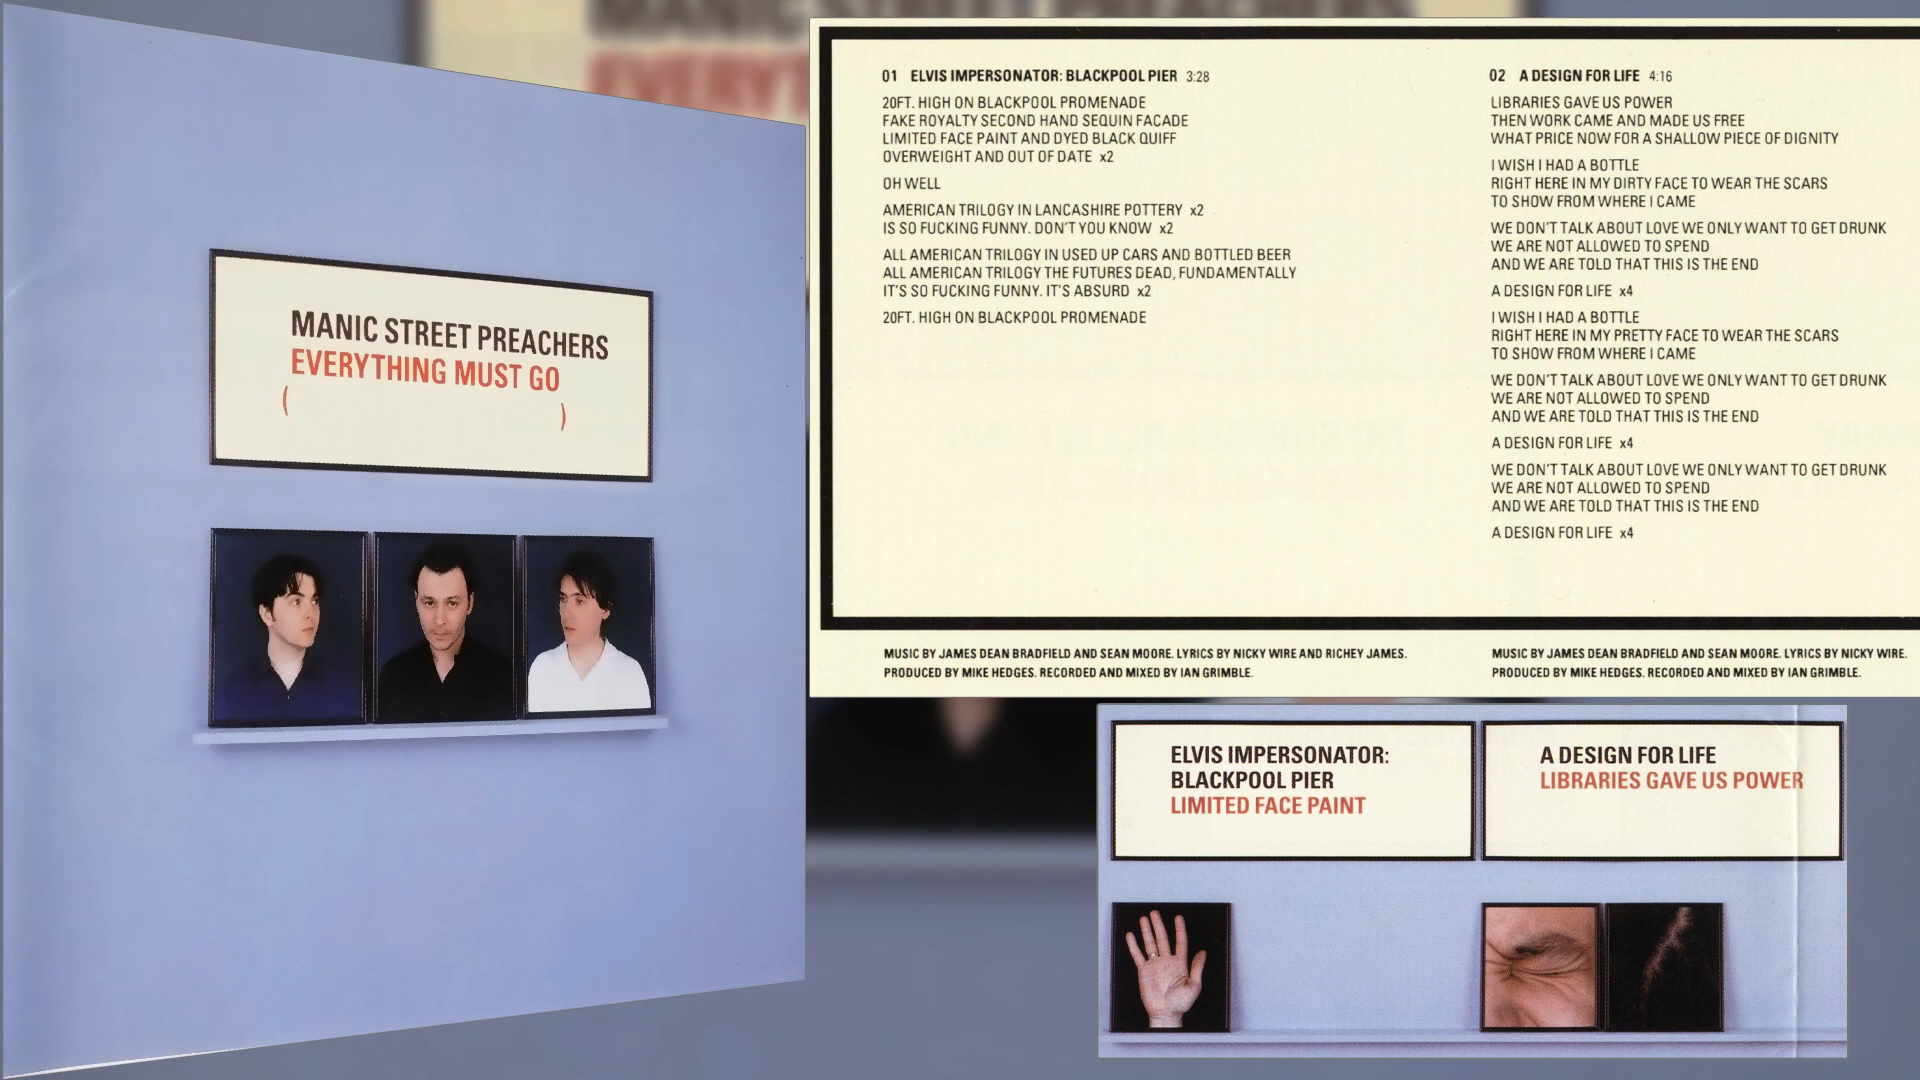 MANIC STREET PREACHERS
EVERYTHING MUST GO
( )
01 ELVIS IMPERSONATOR: BLACKPOOL PIER 3:28
20FT. HIGH ON BLACKPOOL PROMENADE
FAKE ROYALTY SECOND HAND SEQUIN FACADE
LIMITED FACE PAINT AND DYED BLACK QUIFF
OVERWEIGHT AND OUT OF DATE x2
OH WELL
AMERICAN TRILOGY IN LANCASHIRE POTTERY x2
IS SO FUCKING FUNNY. DON'T YOU KNOW x2
ALL AMERICAN TRILOGY IN USED UP CARS AND BOTTLED BEER
ALL AMERICAN TRILOGY THE FUTURES DEAD, FUNDAMENTALLY
IT'S SO FUCKING FUNNY. IT'S ABSURD x2
20FT. HIGH ON BLACKPOOL PROMENADE
MUSIC BY JAMES DEAN BRADFIELD AND SEAN MOORE. LYRICS BY NICKY WIRE AND RICHEY JAMES.
PRODUCED BY MIKE HEDGES. RECORDED AND MIXED BY IAN GRIMBLE.
02 A DESIGN FOR LIFE 4:16
LIBRARIES GAVE US POWER
THEN WORK CAME AND MADE US FREE
WHAT PRICE NOW FOR A SHALLOW PIECE OF DIGNITY
I WISH I HAD A BOTTLE
RIGHT HERE IN MY DIRTY FACE TO WEAR THE SCARS
TO SHOW FROM WHERE I CAME
WE DON'T TALK ABOUT LOVE WE ONLY WANT TO GET DRUNK
WE ARE NOT ALLOWED TO SPEND
AND WE ARE TOLD THAT THIS IS THE END
A DESIGN FOR LIFE x4
I WISH I HAD A BOTTLE
RIGHT HERE IN MY PRETTY FACE TO WEAR THE SCARS
TO SHOW FROM WHERE I CAME
WE DON'T TALK ABOUT LOVE WE ONLY WANT TO GET DRUNK
WE ARE NOT ALLOWED TO SPEND
AND WE ARE TOLD THAT THIS IS THE END
A DESIGN FOR LIFE x4
WE DON'T TALK ABOUT LOVE WE ONLY WANT TO GET DRUNK
WE ARE NOT ALLOWED TO SPEND
AND WE ARE TOLD THAT THIS IS THE END
A DESIGN FOR LIFE x4
MUSIC BY JAMES DEAN BRADFIELD AND SEAN MOORE. LYRICS BY NICKY WIRE.
PRODUCED BY MIKE HEDGES. RECORDED AND MIXED BY IAN GRIMBLE.
ELVIS IMPERSONATOR:
BLACKPOOL PIER
LIMITED FACE PAINT
A DESIGN FOR LIFE
LIBRARIES GAVE US POWER